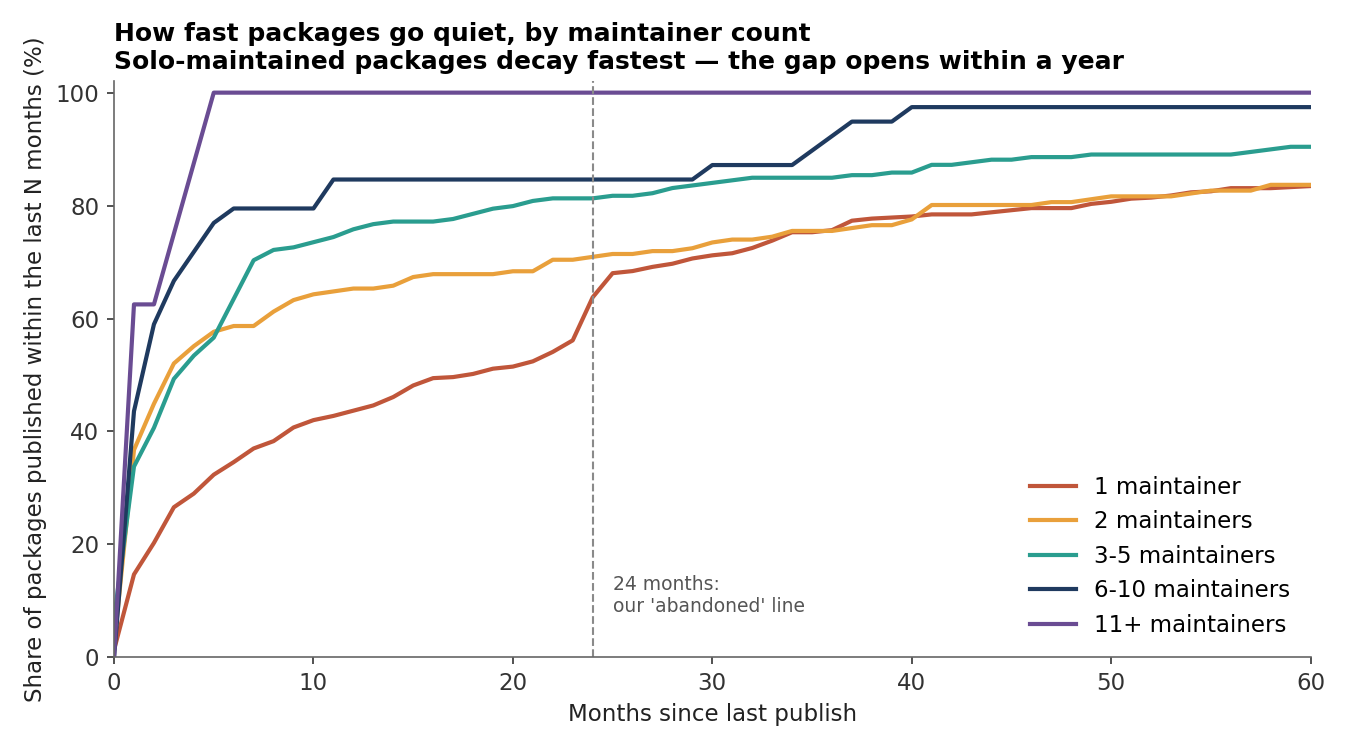 How fast packages go quiet, by maintainer count
Solo-maintained packages decay fastest — the gap opens within a year
Share of packages published within the last N months (%)
100
80
60
40
20
0
24 months:
our 'abandoned' line
1 maintainer
2 maintainers
3-5 maintainers
6-10 maintainers
11+ maintainers
0
10
20
30
40
50
60
Months since last publish